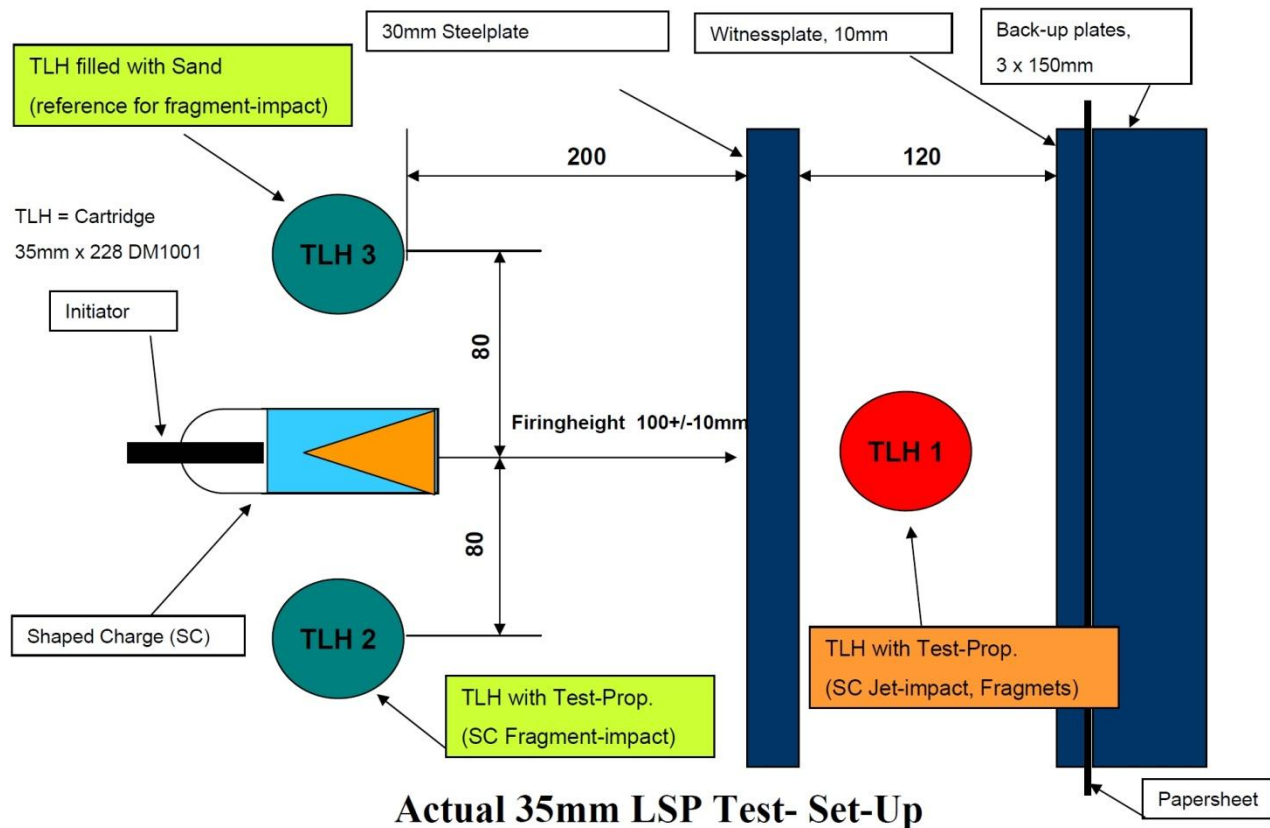 30mm Steelplate
Witnessplate, 10mm
Back-up plates,
3 x 150mm
TLH filled with Sand
(reference for fragment-impact)
200
120
TLH = Cartridge
35mm x 228 DM1001
TLH 3
Initiator
80
Firingheight 100+/-10mm
TLH 1
80
Shaped Charge (SC)
TLH 2
TLH with Test-Prop.
(SC Fragment-impact)
TLH with Test-Prop.
(SC Jet-impact, Fragmets)
Papersheet
Actual 35mm LSP Test- Set-Up